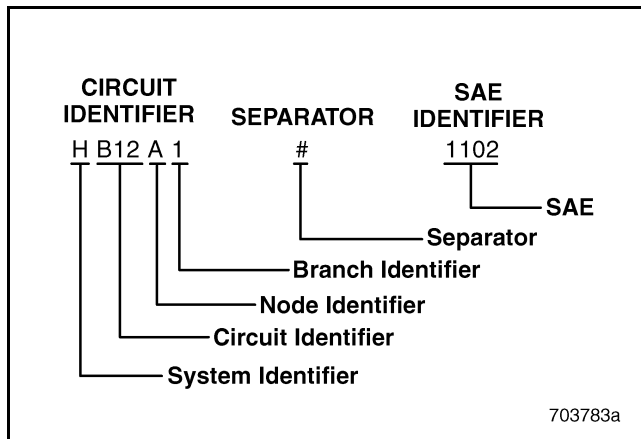 CIRCUIT
IDENTIFIER
SEPARATOR
SAE
IDENTIFIER
H B12 A 1
#
1102
SAE
Separator
Branch Identifier
Node Identifier
Circuit Identifier
System Identifier
703783a